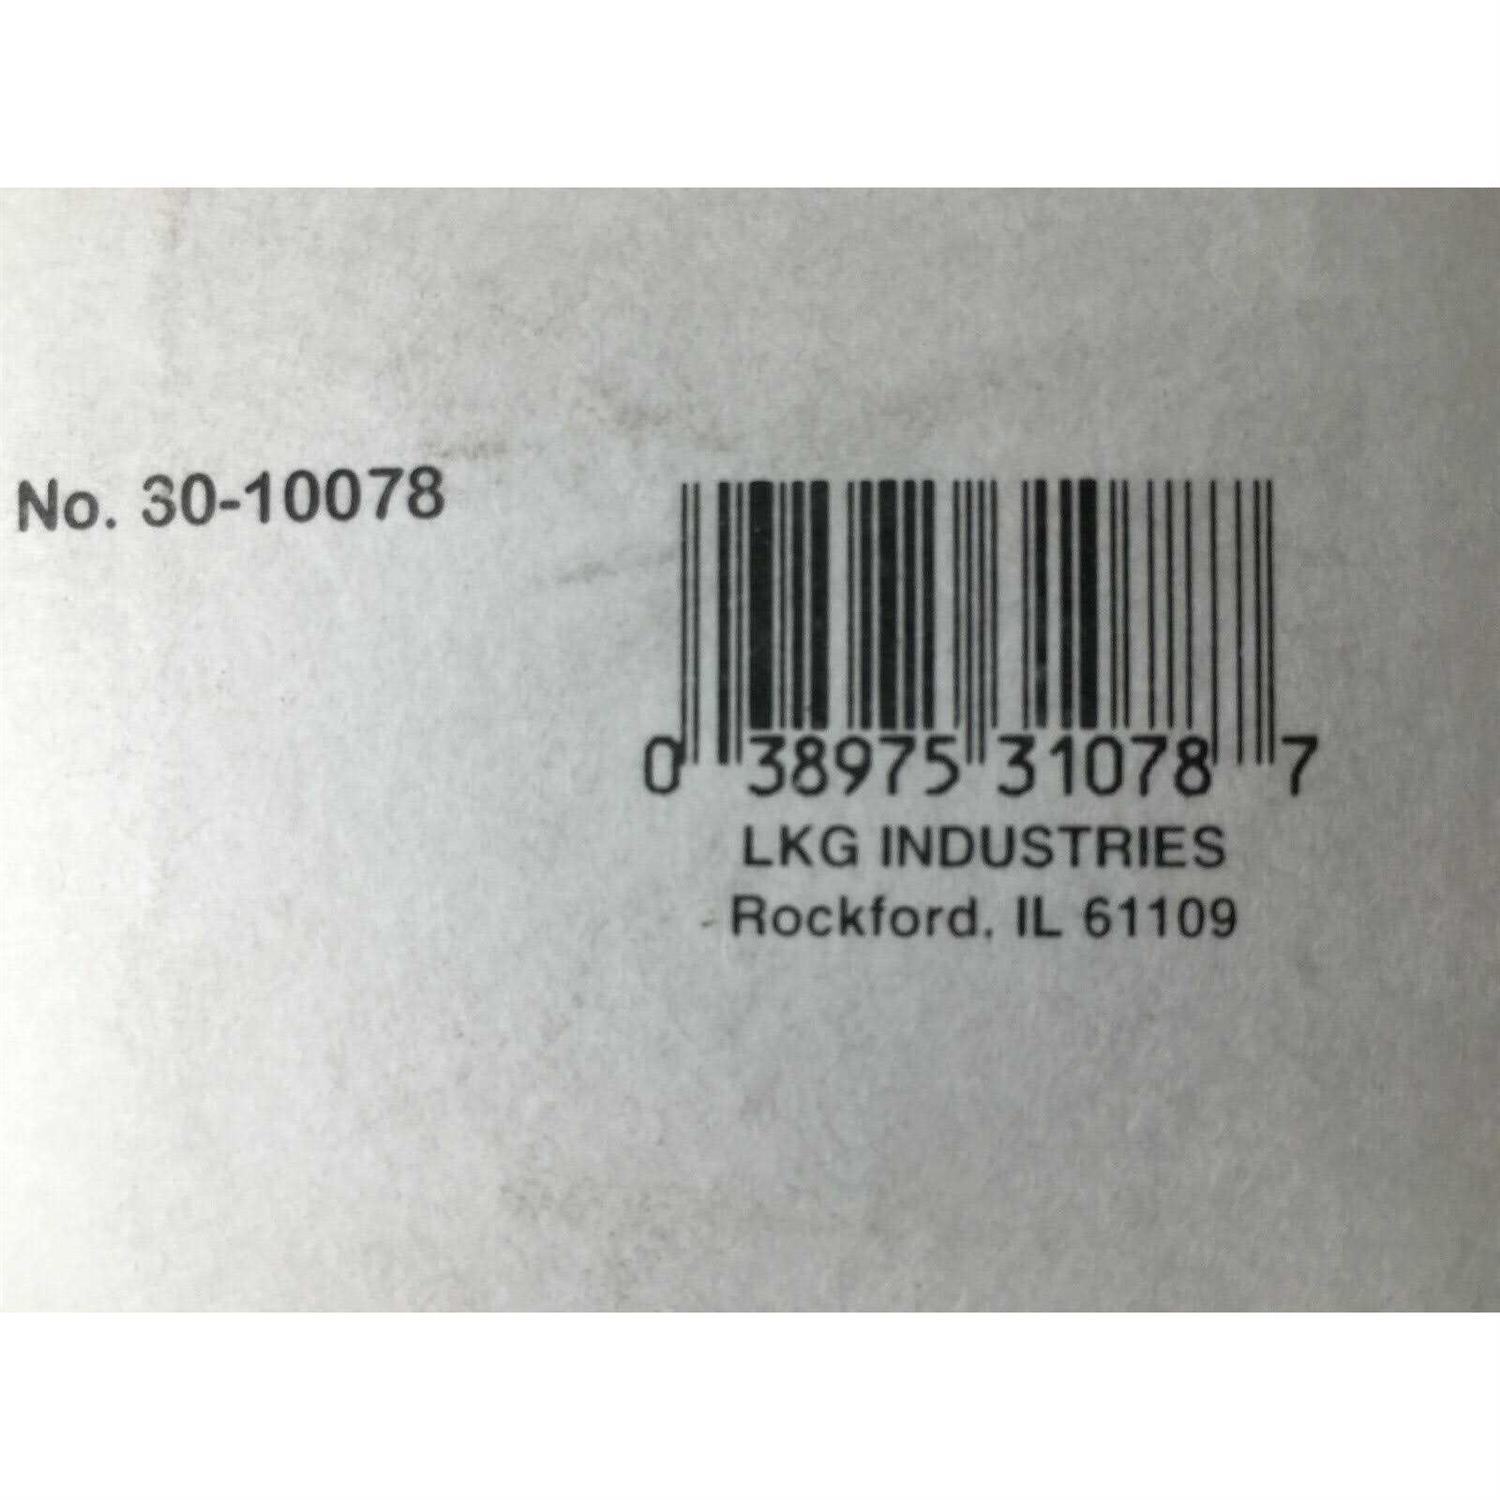 No. 30-10078
0 38975 31078 7
LKG INDUSTRIES
Rockford, IL 61109